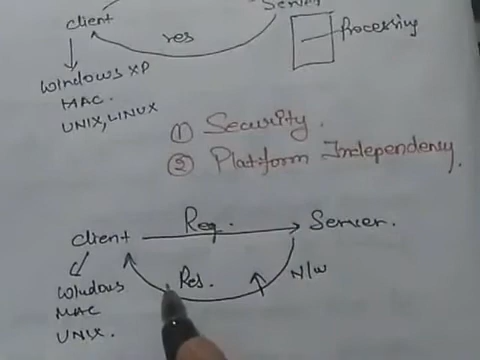 Server
client
res
Processing
Windows XP
MAC.
UNIX, LINUX
① Security.
② Platform Independency.
Req.
client
Server.
Res.
N/w
Windows
MAC
UNIX.